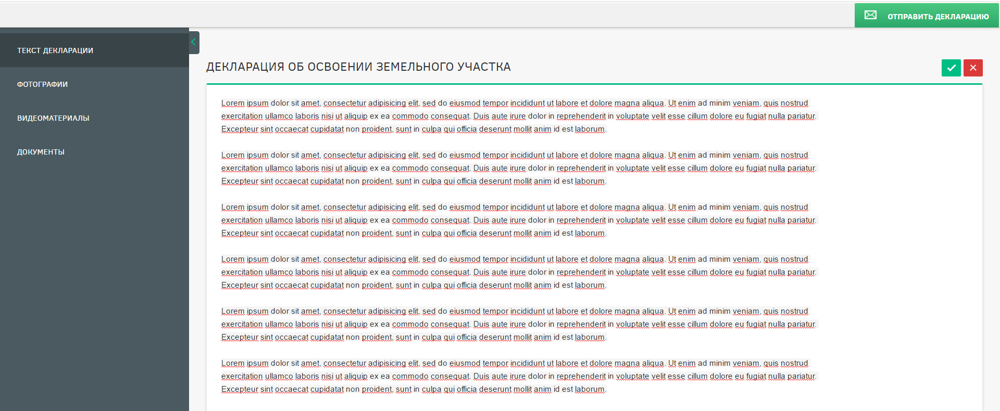 ОТПРАВИТЬ ДЕКЛАРАЦИЮ
ТЕКСТ ДЕКЛАРАЦИИ
ФОТОГРАФИИ
ВИДЕОМАТЕРИАЛЫ
ДОКУМЕНТЫ
ДЕКЛАРАЦИЯ ОБ ОСВОЕНИИ ЗЕМЕЛЬНОГО УЧАСТКА
Lorem ipsum dolor sit amet, consectetur adipisicing elit, sed do eiusmod tempor incididunt ut labore et dolore magna aliqua. Ut enim ad minim veniam, quis nostrud
exercitation ullamco laboris nisi ut aliquip ex ea commodo consequat. Duis aute irure dolor in reprehenderit in voluptate velit esse cillum dolore eu fugiat nulla pariatur.
Excepteur sint occaecat cupidatat non proident, sunt in culpa qui officia deserunt mollit anim id est laborum.
Lorem ipsum dolor sit amet, consectetur adipisicing elit, sed do eiusmod tempor incididunt ut labore et dolore magna aliqua. Ut enim ad minim veniam, quis nostrud
exercitation ullamco laboris nisi ut aliquip ex ea commodo consequat. Duis aute irure dolor in reprehenderit in voluptate velit esse cillum dolore eu fugiat nulla pariatur.
Excepteur sint occaecat cupidatat non proident, sunt in culpa qui officia deserunt mollit anim id est laborum.
Lorem ipsum dolor sit amet, consectetur adipisicing elit, sed do eiusmod tempor incididunt ut labore et dolore magna aliqua. Ut enim ad minim veniam, quis nostrud
exercitation ullamco laboris nisi ut aliquip ex ea commodo consequat. Duis aute irure dolor in reprehenderit in voluptate velit esse cillum dolore eu fugiat nulla pariatur.
Excepteur sint occaecat cupidatat non proident, sunt in culpa qui officia deserunt mollit anim id est laborum.
Lorem ipsum dolor sit amet, consectetur adipisicing elit, sed do eiusmod tempor incididunt ut labore et dolore magna aliqua. Ut enim ad minim veniam, quis nostrud
exercitation ullamco laboris nisi ut aliquip ex ea commodo consequat. Duis aute irure dolor in reprehenderit in voluptate velit esse cillum dolore eu fugiat nulla pariatur.
Excepteur sint occaecat cupidatat non proident, sunt in culpa qui officia deserunt mollit anim id est laborum.
Lorem ipsum dolor sit amet, consectetur adipisicing elit, sed do eiusmod tempor incididunt ut labore et dolore magna aliqua. Ut enim ad minim veniam, quis nostrud
exercitation ullamco laboris nisi ut aliquip ex ea commodo consequat. Duis aute irure dolor in reprehenderit in voluptate velit esse cillum dolore eu fugiat nulla pariatur.
Excepteur sint occaecat cupidatat non proident, sunt in culpa qui officia deserunt mollit anim id est laborum.
Lorem ipsum dolor sit amet, consectetur adipisicing elit, sed do eiusmod tempor incididunt ut labore et dolore magna aliqua. Ut enim ad minim veniam, quis nostrud
exercitation ullamco laboris nisi ut aliquip ex ea commodo consequat. Duis aute irure dolor in reprehenderit in voluptate velit esse cillum dolore eu fugiat nulla pariatur.
Excepteur sint occaecat cupidatat non proident, sunt in culpa qui officia deserunt mollit anim id est laborum.